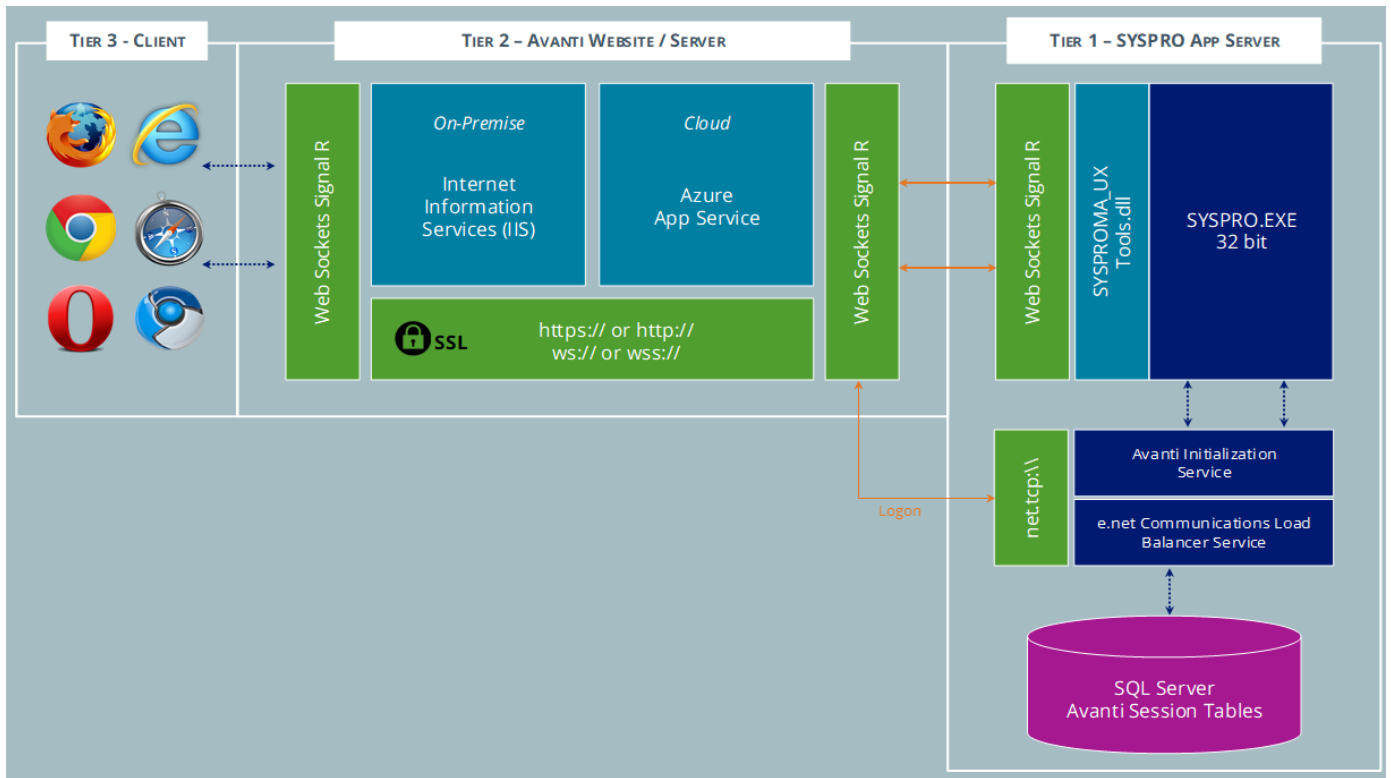 TIER 3 - CLIENT
TIER 2 – AVANTI WEBSITE / SERVER
TIER 1 – SYSPRO APP SERVER
Web Sockets Signal R
On-Premise
Internet
Information
Services (IIS)
Cloud
Azure
App Service
SSL
https:// or http://
ws:// or wss://
Web Sockets Signal R
Web Sockets Signal R
SYSPROMA_UX
Tools.dll
SYSPRO.EXE
32 bit
Logon
net.tcp:\\
Avanti Initialization
Service
e.net Communications Load
Balancer Service
SQL Server
Avanti Session Tables